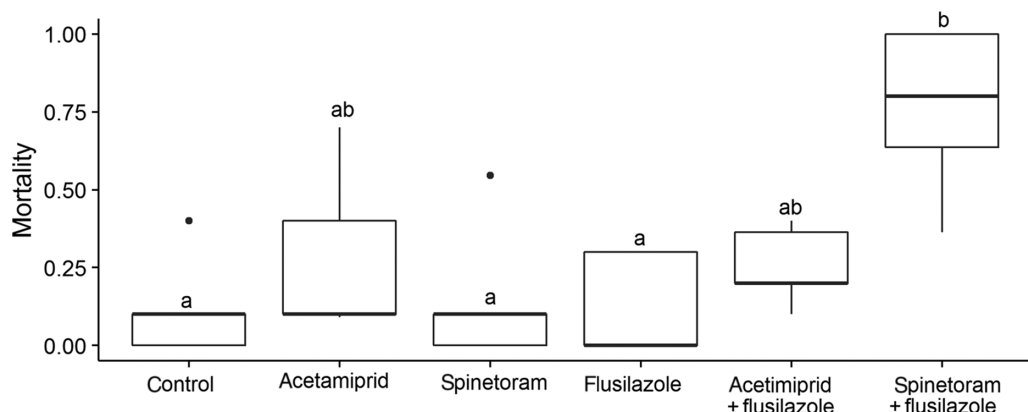 Mortality
1.00
0.75
0.50
0.25
0.00
a
ab
a
a
ab
b
Control
Acetamiprid
Spinetoram
Flusilazole
Acetimiprid
+ flusilazole
Spinetoram
+ flusilazole